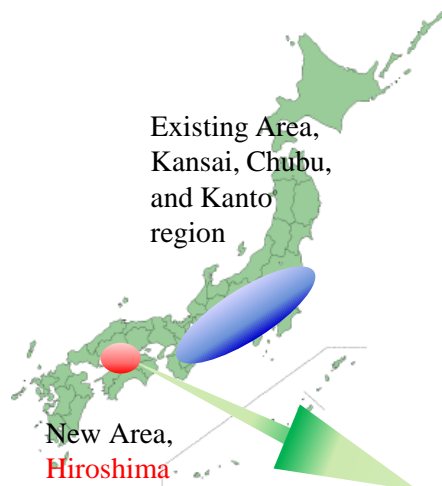 Existing Area,
Kansai, Chubu,
and Kanto
region
New Area,
Hiroshima